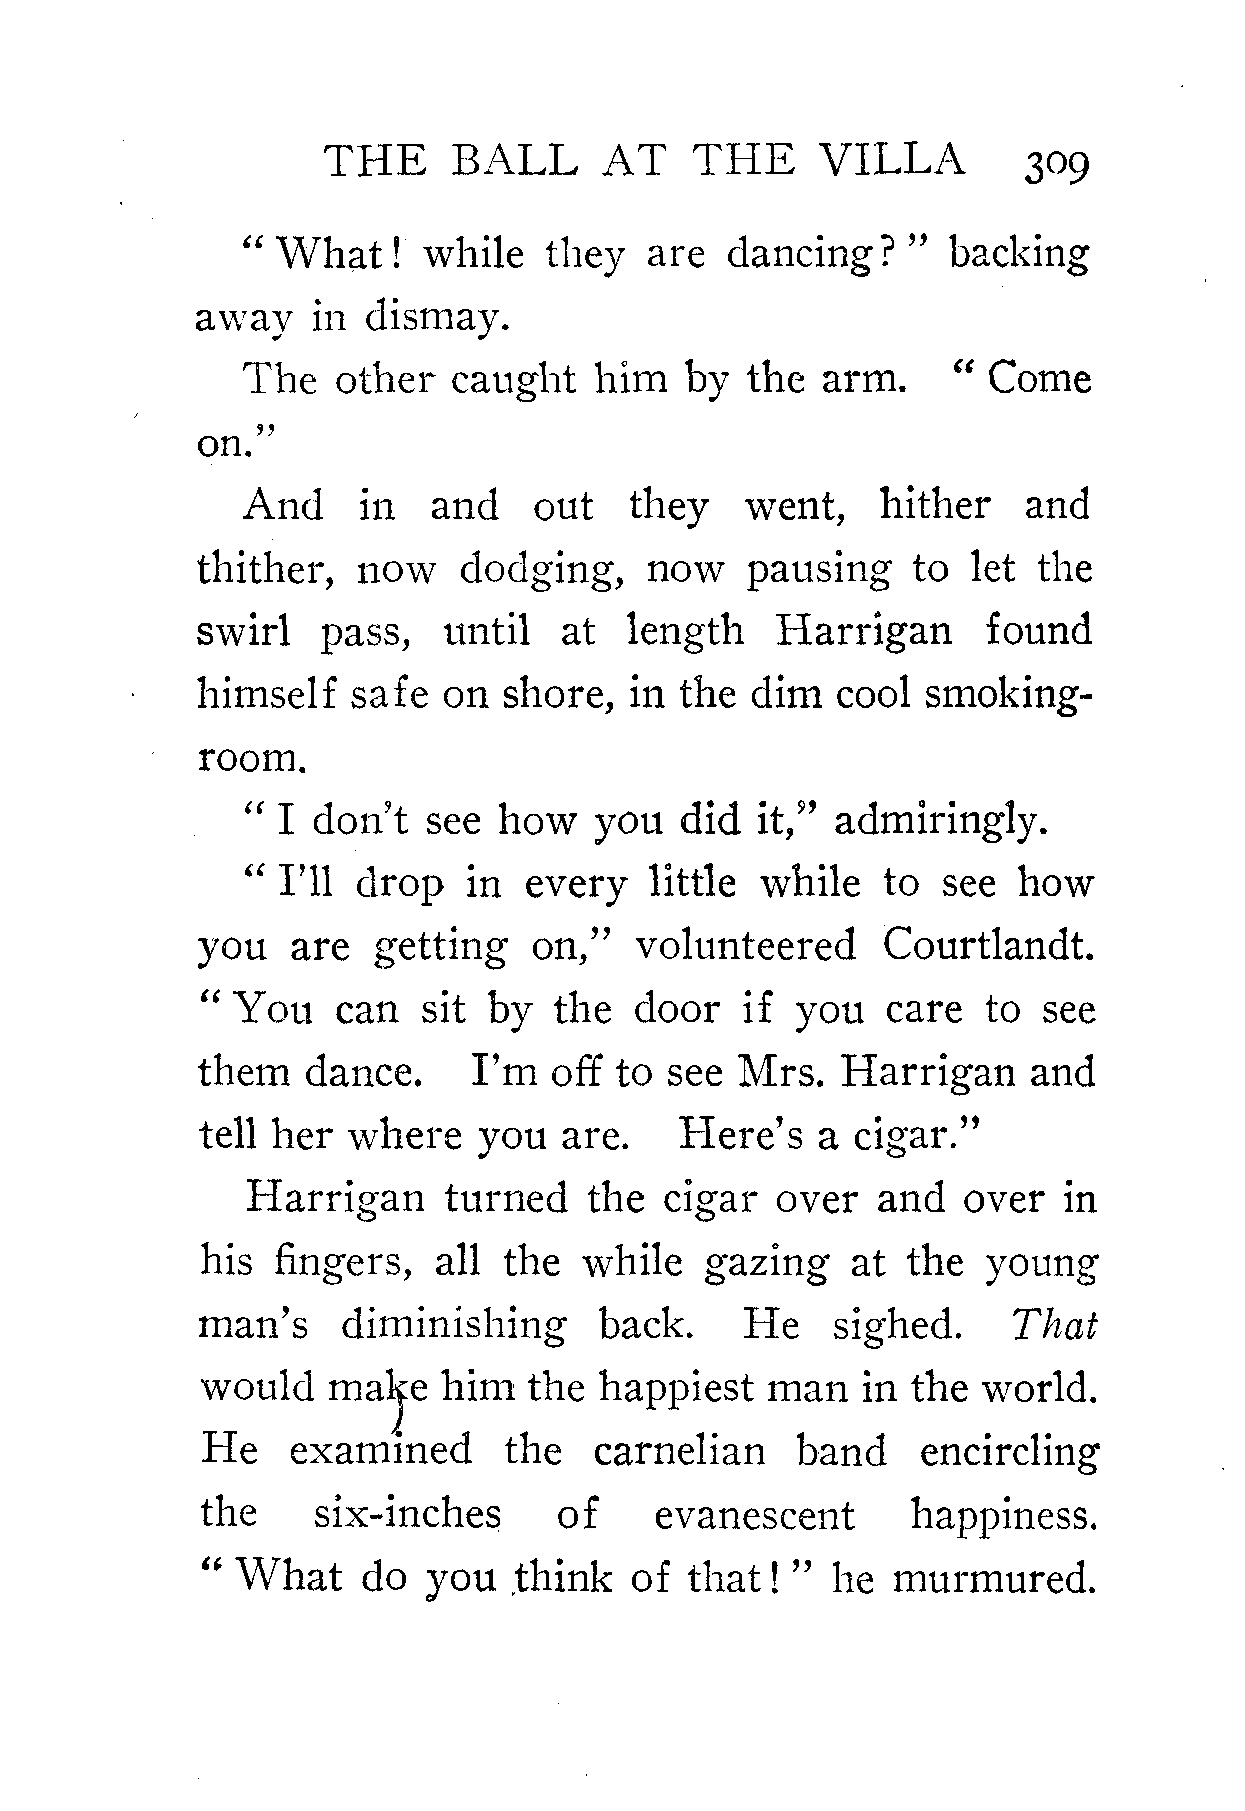 THE BALL AT THE VILLA 309
“ What ! while they are dancing? ” backing
away in dismay.
The other caught him by the arm. “ Come
on.”
And in and out they went, hither and
thither, now dodging, now pausing to let the
swirl pass, until at length Harrigan found
himself safe on shore, in the dim cool smoking-
room.
“ I don’t see how you did it,” admiringly.
“ I’ll drop in every little while to see how
you are getting on,” volunteered Courtlandt.
“ You can sit by the door if you care to see
them dance. I’m off to see Mrs. Harrigan and
tell her where you are. Here’s a cigar.”
Harrigan turned the cigar over and over in
his fingers, all the while gazing at the young
man’s diminishing back. He sighed. That
would make him the happiest man in the world.
He examined the carnelian band encircling
the six-inches of evanescent happiness.
“ What do you think of that ! ” he murmured.